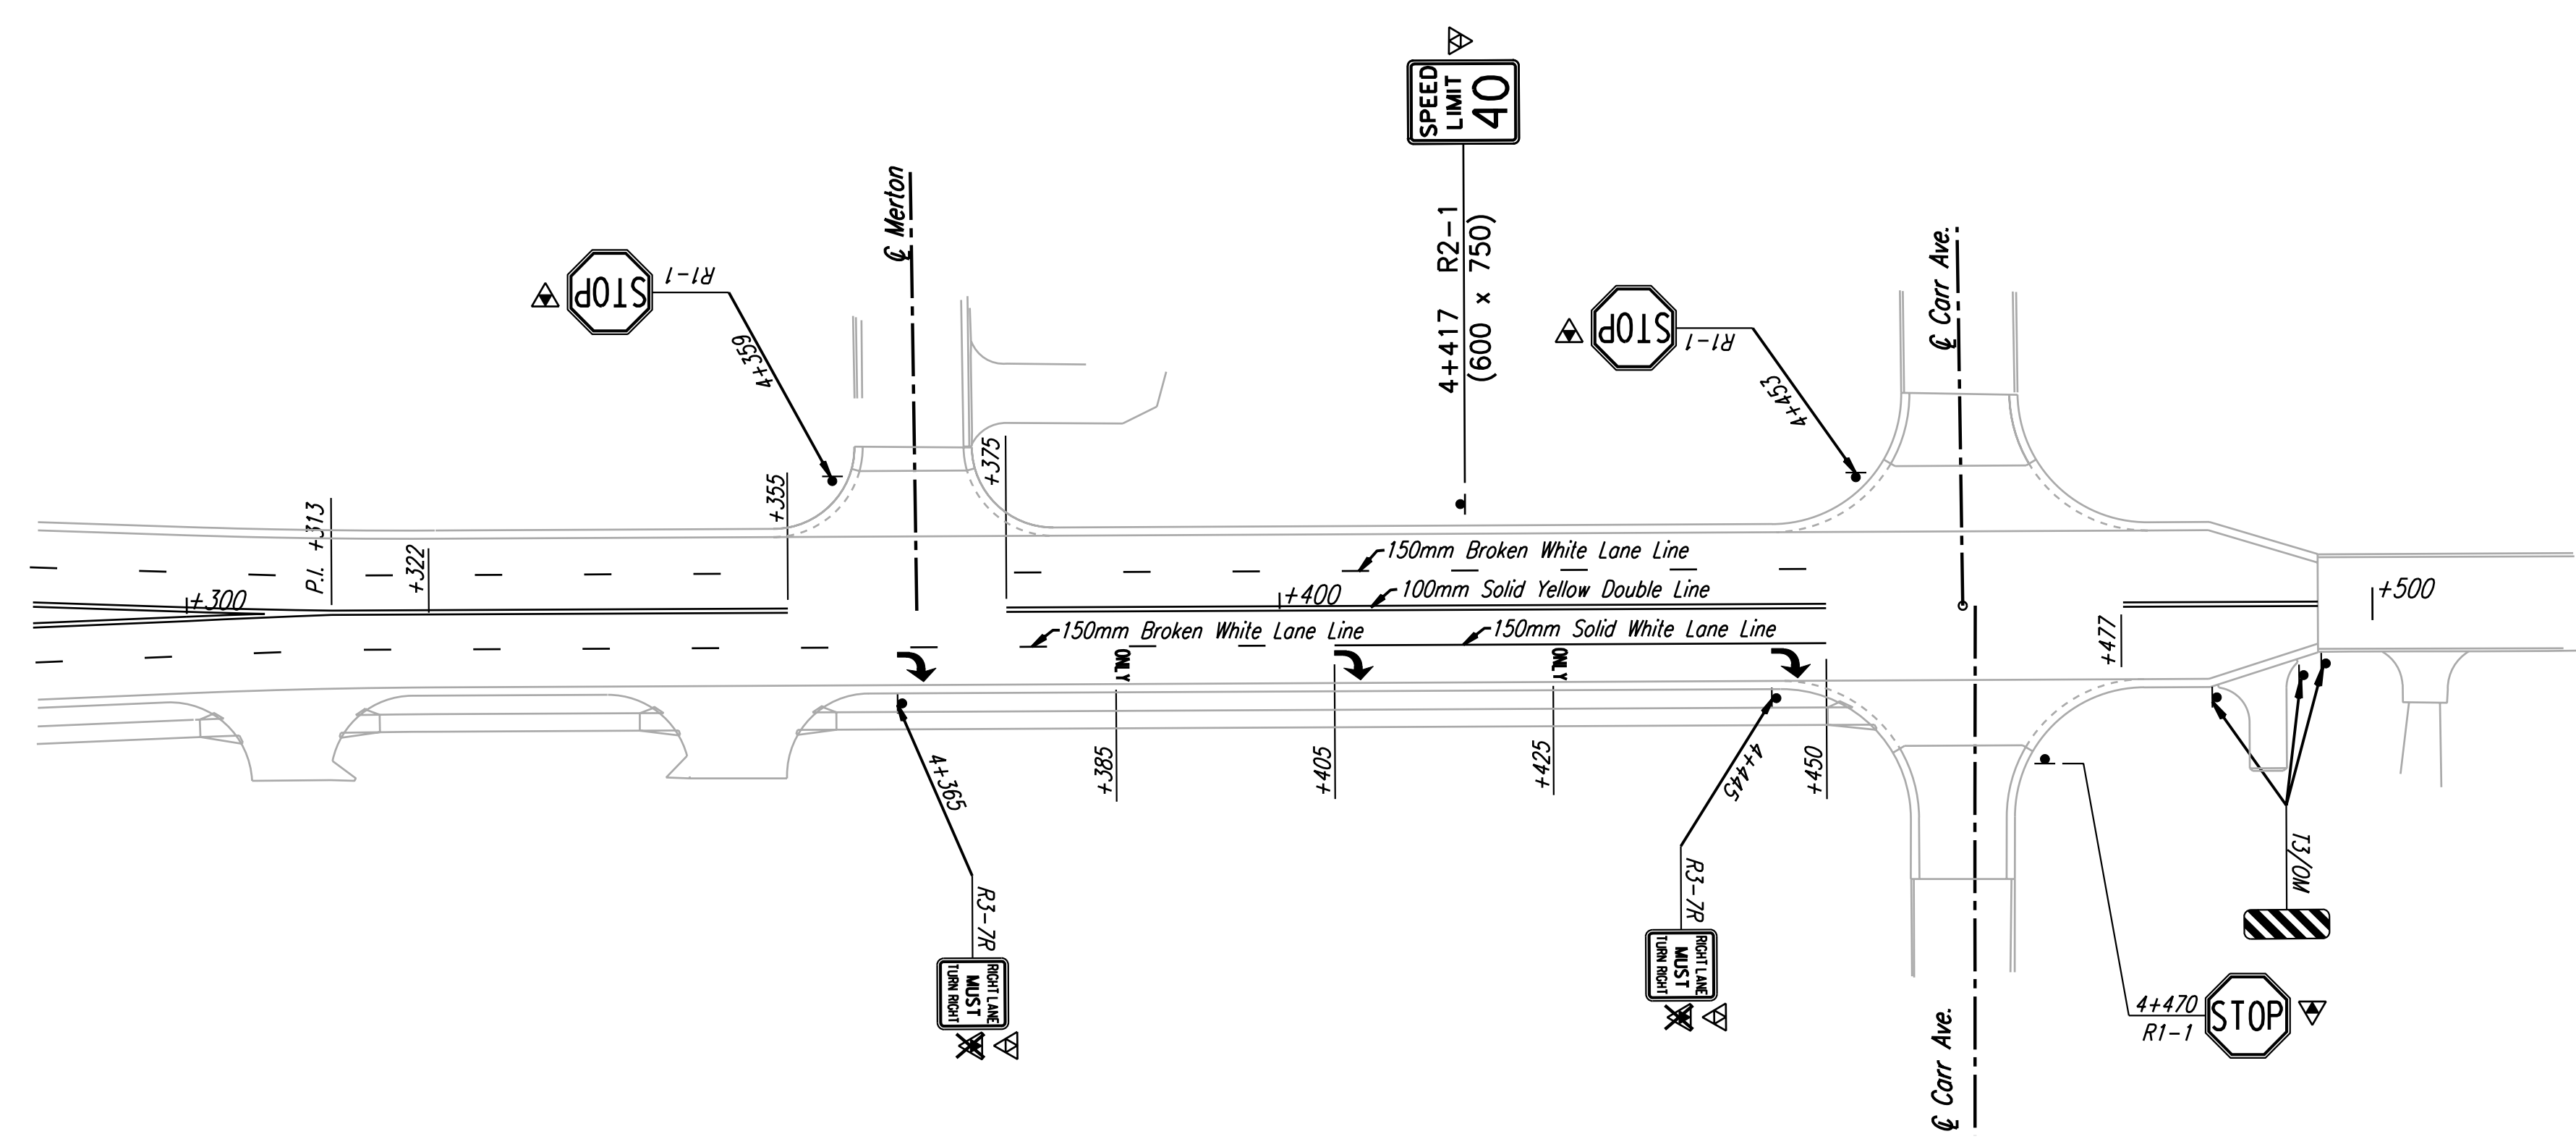 SPEED
LIMIT
40
4+417 R2-1
(600 x 750)
℄ Merton
STOP
R1-1
4+359
STOP
R1-1
4+453
℄ Carr Ave.
P.I. +313
+322
+355
+375
+300
150mm Broken White Lane Line
100mm Solid Yellow Double Line
+400
150mm Broken White Lane Line
150mm Solid White Lane Line
+500
+477
ONLY
ONLY
4+365
+385
+405
+425
4+445
+450
R3-7R
RIGHT LANE
MUST
TURN RIGHT
R3-7R
RIGHT LANE
MUST
TURN RIGHT
T3/OM
4+470
R1-1
STOP
℄ Carr Ave.